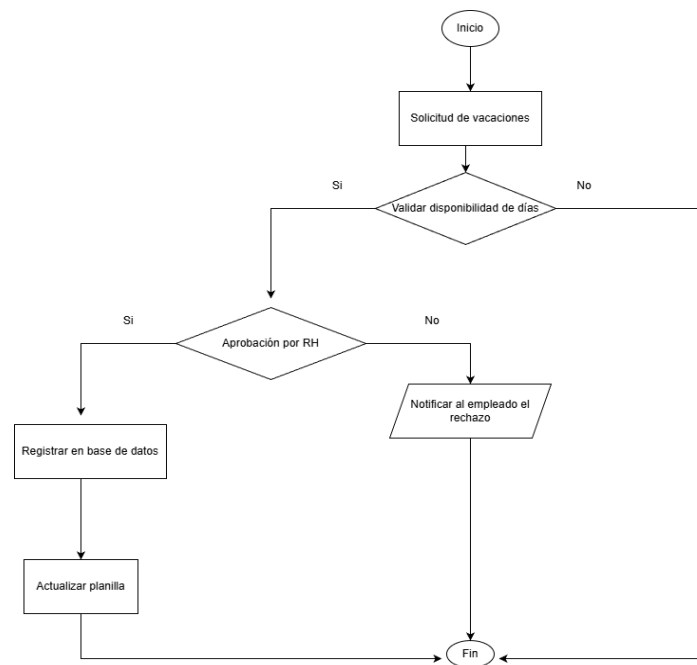 Inicio
Solicitud de vacaciones
Si
No
Validar disponibilidad de días
Si
No
Aprobación por RH
Notificar al empleado el
rechazo
Registrar en base de datos
Actualizar planilla
Fin